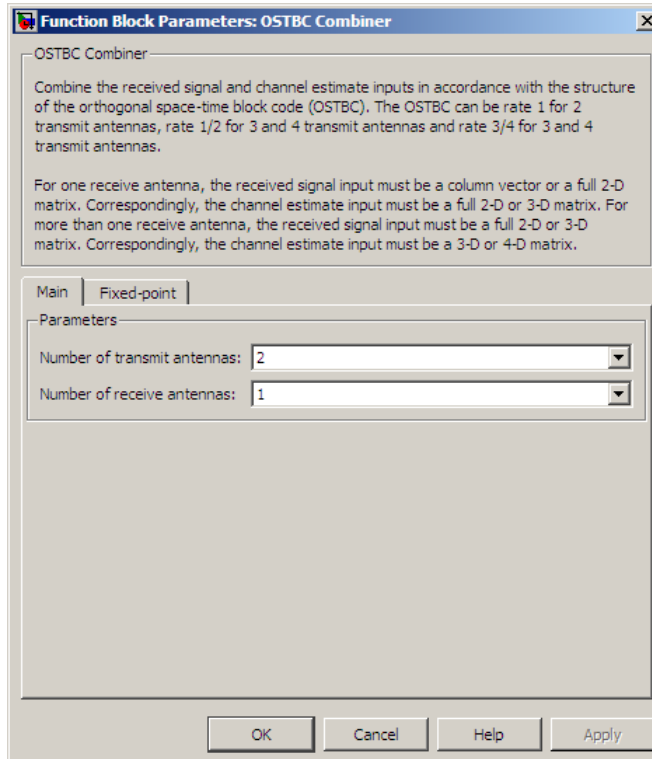 Function Block Parameters: OSTBC Combiner
OSTBC Combiner
Combine the received signal and channel estimate inputs in accordance with the structure
of the orthogonal space-time block code (OSTBC). The OSTBC can be rate 1 for 2
transmit antennas, rate 1/2 for 3 and 4 transmit antennas and rate 3/4 for 3 and 4
transmit antennas.
For one receive antenna, the received signal input must be a column vector or a full 2-D
matrix. Correspondingly, the channel estimate input must be a full 2-D or 3-D matrix. For
more than one receive antenna, the received signal input must be a full 2-D or 3-D
matrix. Correspondingly, the channel estimate input must be a 3-D or 4-D matrix.
Main Fixed-point
Parameters
Number of transmit antennas: 2
Number of receive antennas: 1
OK Cancel Help Apply